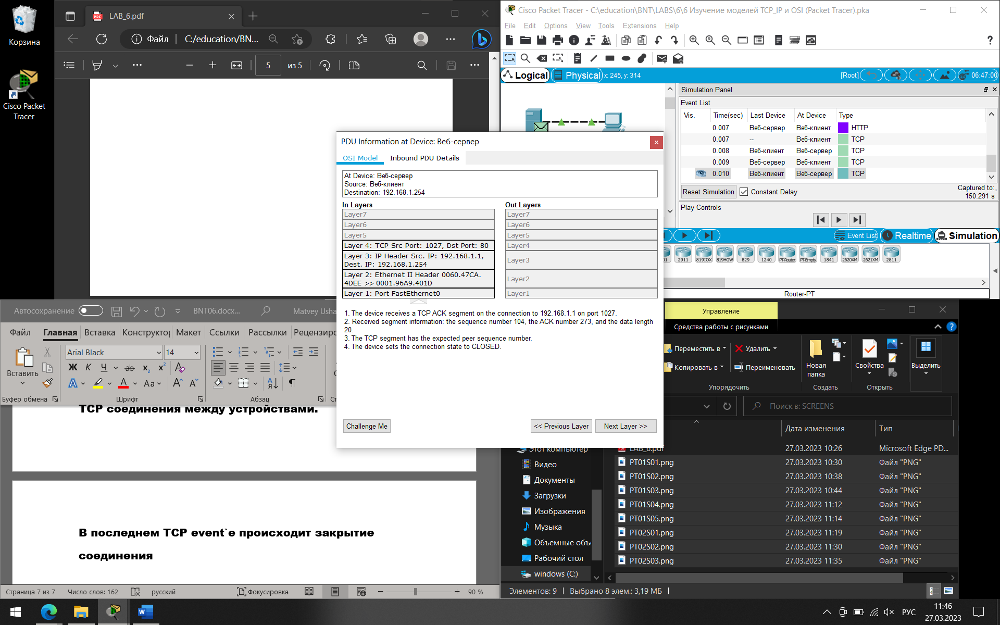 Корзина
Cisco Packet
Tracer
LAB_6.pdf
Файл
C:/education/BN...
5
из 5
Cisco Packet Tracer - C:\education\BNT\LABS\6\6 Изучение моделей TCP_IP и OSI (Packet Tracer).pka
File Edit Options View Tools Extensions Help
Logical
Physical
x: 245, y: 314
[Root]
06:47:00
Simulation Panel
Event List
Vis. Time(sec) Last Device At Device Type
0.007 Веб-сервер Веб-клиент HTTP
0.007 -- Веб-клиент TCP
0.008 Веб-клиент Веб-сервер TCP
0.009 Веб-сервер Веб-клиент TCP
0.010 Веб-клиент Веб-сервер TCP
Reset Simulation
Constant Delay
Captured to:
150.291 s
Play Controls
Event List
Realtime
Simulation
2911 819IOX 819HGW 829 1240 PT-Router PT-Empty 1841 2620XM 2621XM 2811
Router-PT
PDU Information at Device: Веб-сервер
OSI Model
Inbound PDU Details
At Device: Веб-сервер
Source: Веб-клиент
Destination: 192.168.1.254
In Layers
Layer7
Layer6
Layer5
Layer 4: TCP Src Port: 1027, Dst Port: 80
Layer 3: IP Header Src. IP: 192.168.1.1,
Dest. IP: 192.168.1.254
Layer 2: Ethernet II Header 0060.47CA.
4DEE >> 0001.96A9.401D
Layer 1: Port FastEthernet0
Out Layers
Layer7
Layer6
Layer5
Layer4
Layer3
Layer2
Layer1
1. The device receives a TCP ACK segment on the connection to 192.168.1.1 on port 1027.
2. Received segment information: the sequence number 104, the ACK number 273, and the data length
20.
3. The TCP segment has the expected peer sequence number.
4. The device sets the connection state to CLOSED.
Challenge Me
<< Previous Layer
Next Layer >>
Автосохранение
BNT06.docx...
Matvey Usha
Файл Главная Вставка Конструктор Макет Ссылки Рассылки Рецензирс
Вставить
Arial Black
14
Ж К Ч ab x₂ x²
А А Aa A A
Буфер обмена
Шрифт
Абзац
TCP соединения между устройствами.
В последнем TCP event`е происходит закрытие
соединения
Страница 7 из 7
Число слов: 162
русский
Фокусировка
90 %
Управление
Средства работы с рисунками
Переместить в
Удалить
Копировать в
Переименовать
Новая
папка
Свойства
Выделить
Упорядочить
Создать
Открыть
Поиск в: SCREENS
Дата изменения
Тип
Этот компьютер
Видео
Документы
Загрузки
Изображения
Музыка
Объемные объ
Рабочий стол
windows (C:)
LAB_6.pdf 27.03.2023 10:26 Microsoft Edge PD...
PT01S01.png 27.03.2023 10:30 Файл "PNG"
PT01S02.png 27.03.2023 10:38 Файл "PNG"
PT01S03.png 27.03.2023 10:44 Файл "PNG"
PT01S04.png 27.03.2023 11:12 Файл "PNG"
PT01S05.png 27.03.2023 11:14 Файл "PNG"
PT02S01.png 27.03.2023 11:19 Файл "PNG"
PT02S02.png 27.03.2023 11:30 Файл "PNG"
PT02S03.png 27.03.2023 11:35 Файл "PNG"
Элементов: 9
Выбрано 8 элем.: 3,19 МБ
РУС
11:46
27.03.2023